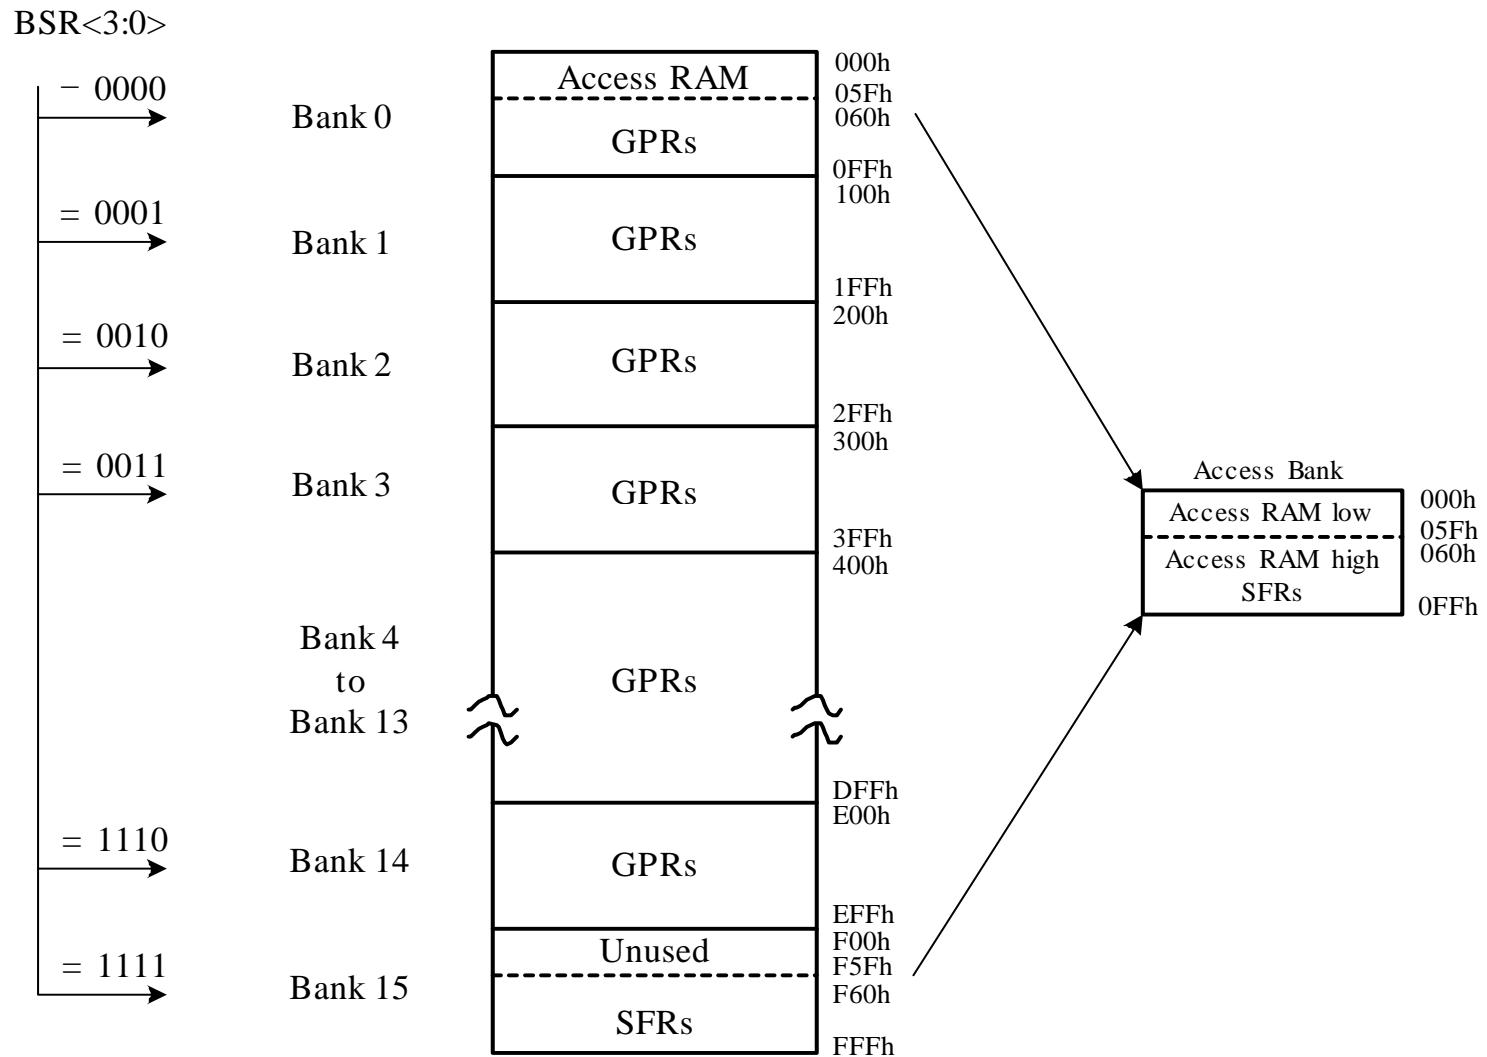 BSR<3:0>
− 0000
Bank 0
Access RAM
000h
05Fh
060h
GPRs
0FFh
= 0001
Bank 1
GPRs
100h
1FFh
= 0010
Bank 2
GPRs
200h
2FFh
= 0011
Bank 3
GPRs
300h
3FFh
Bank 4
to
Bank 13
GPRs
400h
DFFh
= 1110
Bank 14
GPRs
E00h
EFFh
= 1111
Bank 15
Unused
F00h
F5Fh
F60h
SFRs
FFFh
Access Bank
Access RAM low
000h
05Fh
060h
Access RAM high
SFRs
0FFh